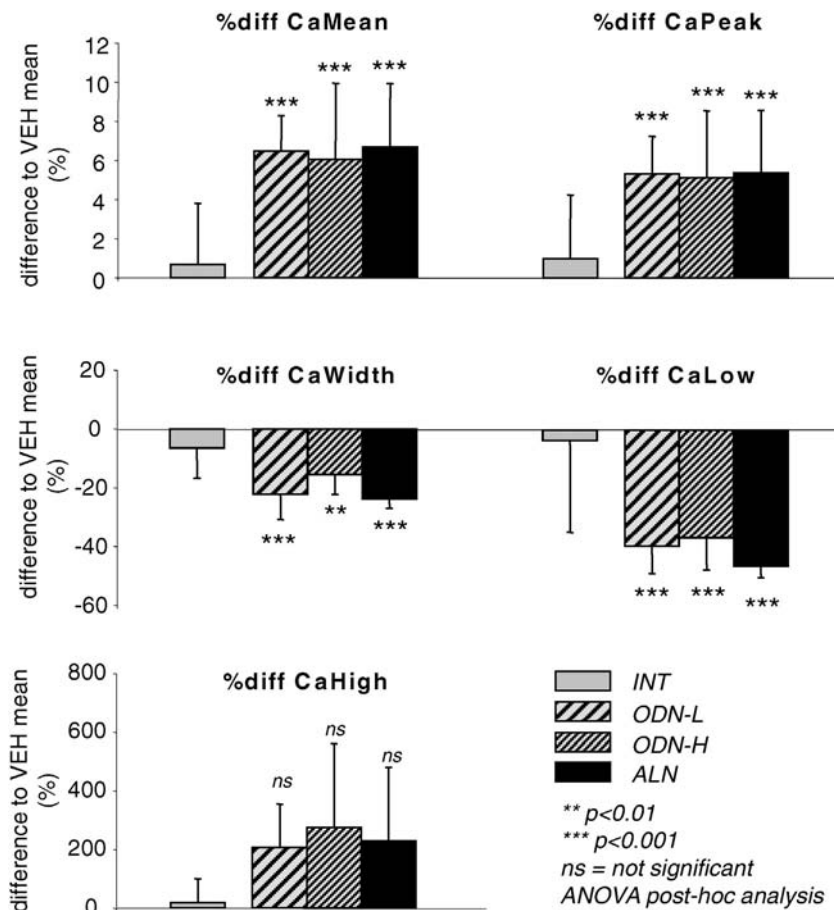 %diff CaMean
%diff CaPeak
difference to VEH mean
(%)
12
10
8
6
4
2
0
***
***
***
***
***
***
%diff CaWidth
%diff CaLow
difference to VEH mean
(%)
20
0
-20
-40
-60
***
**
***
***
***
***
%diff CaHigh
difference to VEH mean
(%)
800
600
400
200
0
ns
ns
ns
INT
ODN-L
ODN-H
ALN
** p<0.01
*** p<0.001
ns = not significant
ANOVA post-hoc analysis